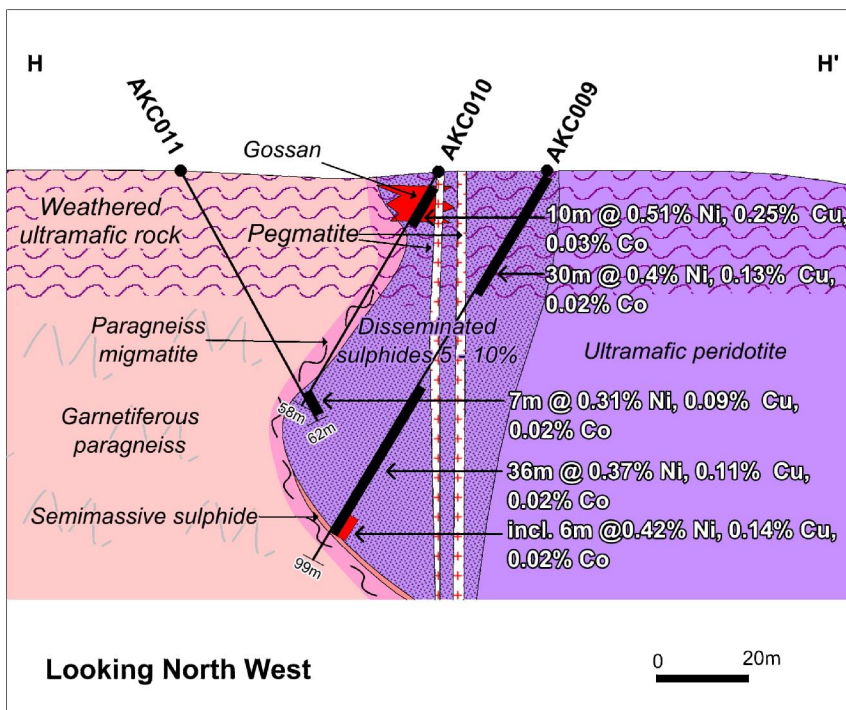 H
H'
AKC011
AKC010
AKC009
Gossan
Weathered
ultramafic rock
Pegmatite
10m @ 0.51% Ni, 0.25% Cu,
0.03% Co
30m @ 0.4% Ni, 0.13% Cu,
0.02% Co
Paragneiss
migmatite
Disseminated
sulphides 5 - 10%
Ultramafic peridotite
Garnetiferous
paragneiss
58m
62m
7m @ 0.31% Ni, 0.09% Cu,
0.02% Co
36m @ 0.37% Ni, 0.11% Cu,
0.02% Co
Semimassive sulphide
incl. 6m @0.42% Ni, 0.14% Cu,
0.02% Co
99m
Looking North West
0
20m